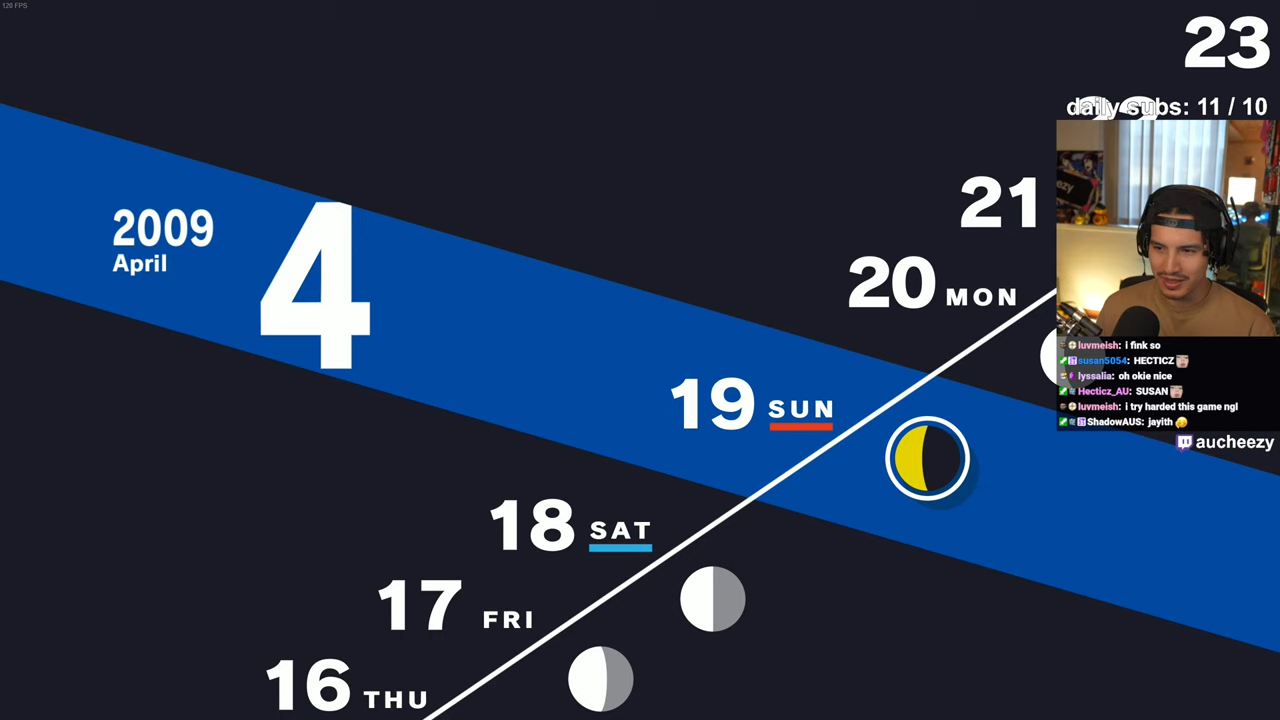 120 FPS
23
daily subs: 11 / 10
21
2009
April
4
20 MON
19 SUN
18 SAT
17 FRI
16 THU
luvmeish: i fink so
susan5054: HECTICZ
lyssalia: oh okie nice
Hecticz_AU: SUSAN
luvmeish: i try harded this game ngl
ShadowAUS: jayith
aucheezy